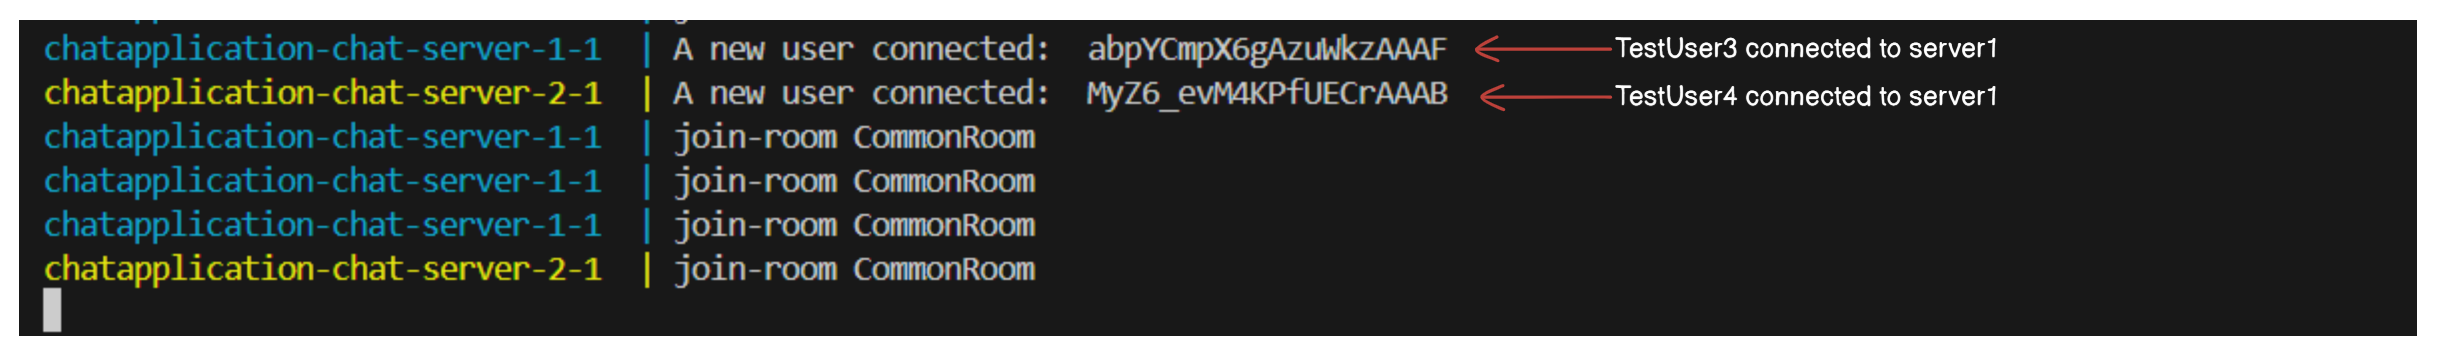 chatapplication-chat-server-1-1 | A new user connected: abpYCmpX6gAzuWkzAAAF TestUser3 connected to server1
chatapplication-chat-server-2-1 | A new user connected: MyZ6_evM4KPfUECrAAAB TestUser4 connected to server1
chatapplication-chat-server-1-1 | join-room CommonRoom
chatapplication-chat-server-1-1 | join-room CommonRoom
chatapplication-chat-server-1-1 | join-room CommonRoom
chatapplication-chat-server-2-1 | join-room CommonRoom